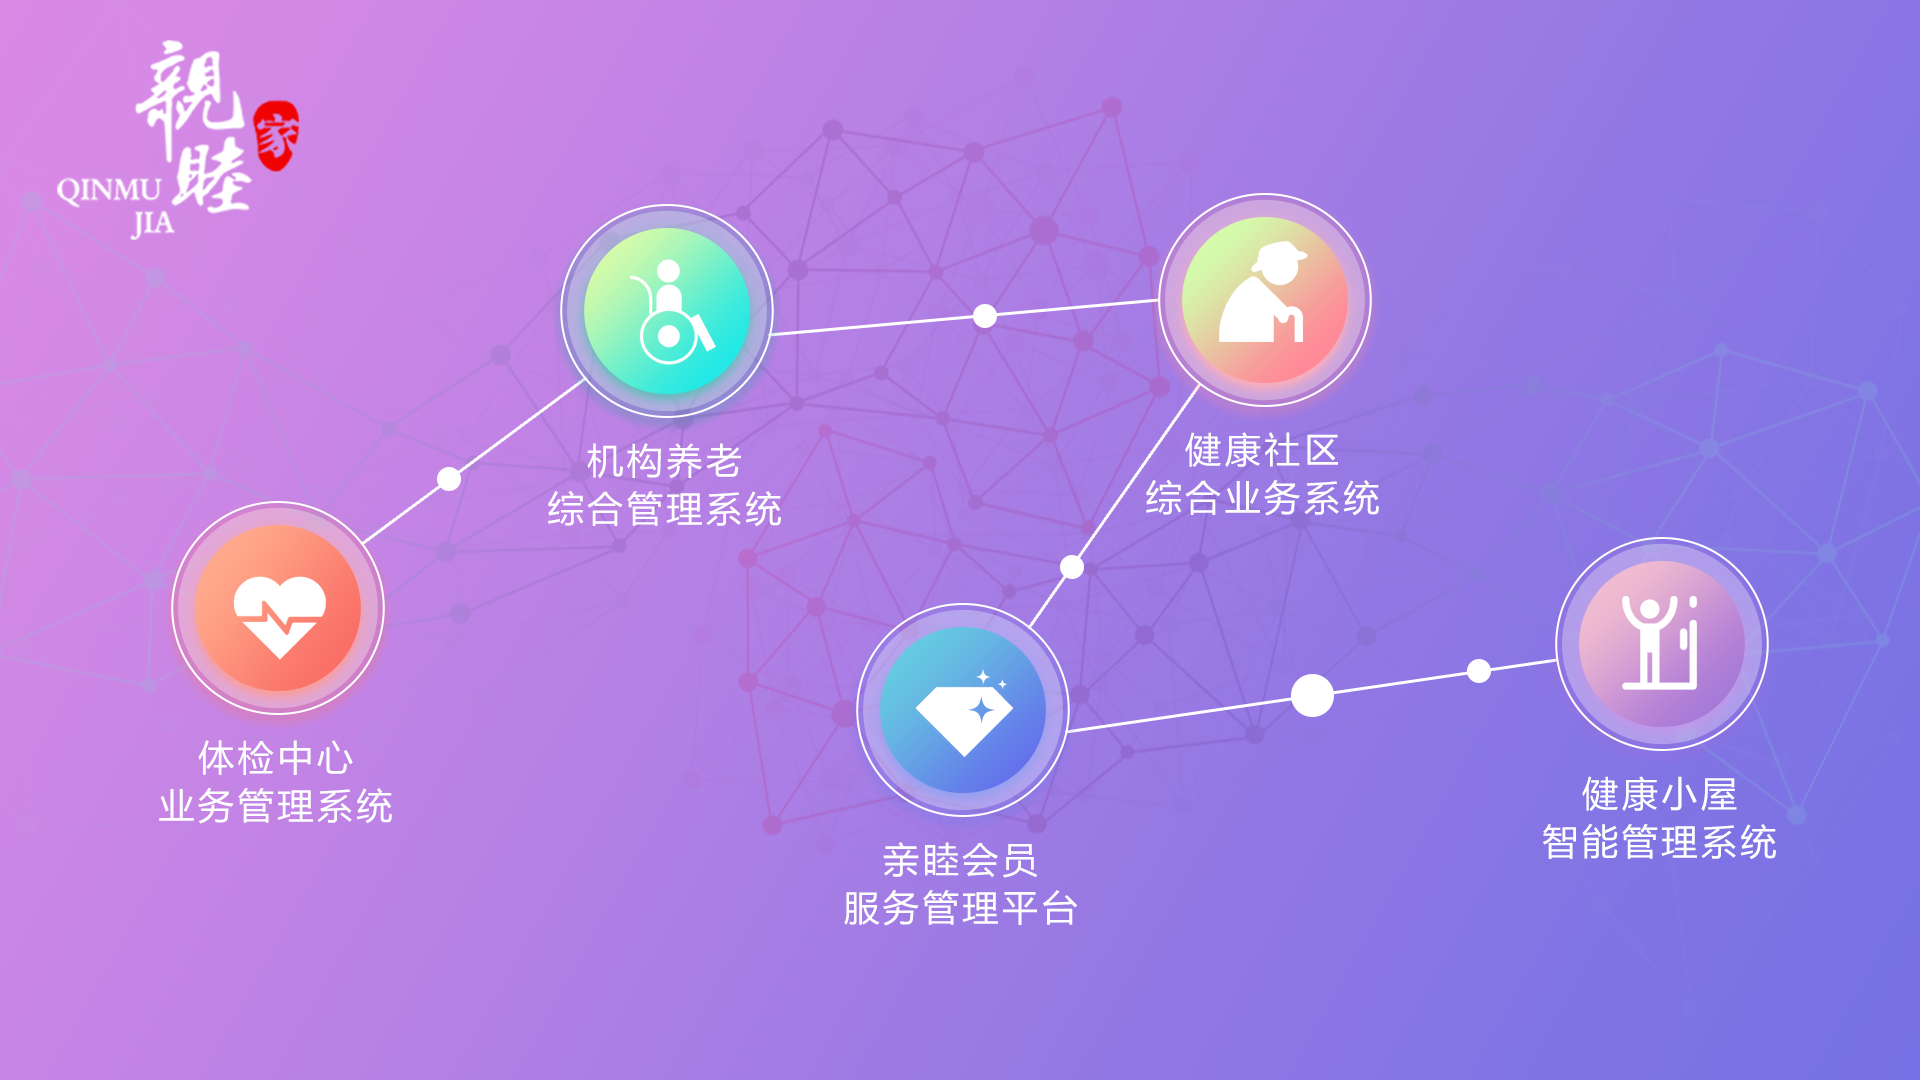 親睦家
QINMU
JIA
机构养老
综合管理系统
健康社区
综合业务系统
体检中心
业务管理系统
亲睦会员
服务管理平台
健康小屋
智能管理系统